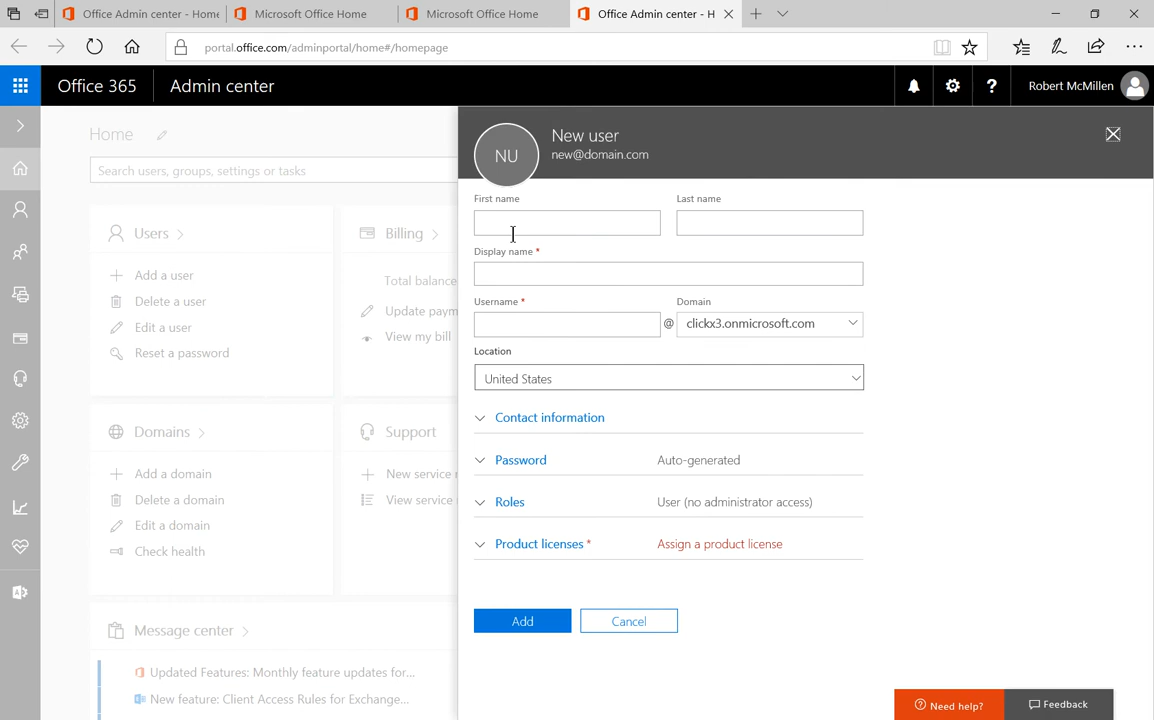 Office Admin center - Home
Microsoft Office Home
Microsoft Office Home
Office Admin center - H
portal.office.com/adminportal/home#/homepage
Office 365
Admin center
Robert McMillen
Home
Search users, groups, settings or tasks
Users
Add a user
Delete a user
Edit a user
Reset a password
Billing
Total balance
Update paym
View my bill
Domains
Add a domain
Delete a domain
Edit a domain
Check health
Support
New service r
View service
Message center
Updated Features: Monthly feature updates for...
New feature: Client Access Rules for Exchange...
NU
New user
new@domain.com
First name
Last name
Display name *
Username *
Domain
@
clickx3.onmicrosoft.com
Location
United States
Contact information
Password
Auto-generated
Roles
User (no administrator access)
Product licenses *
Assign a product license
Add
Cancel
Need help?
Feedback